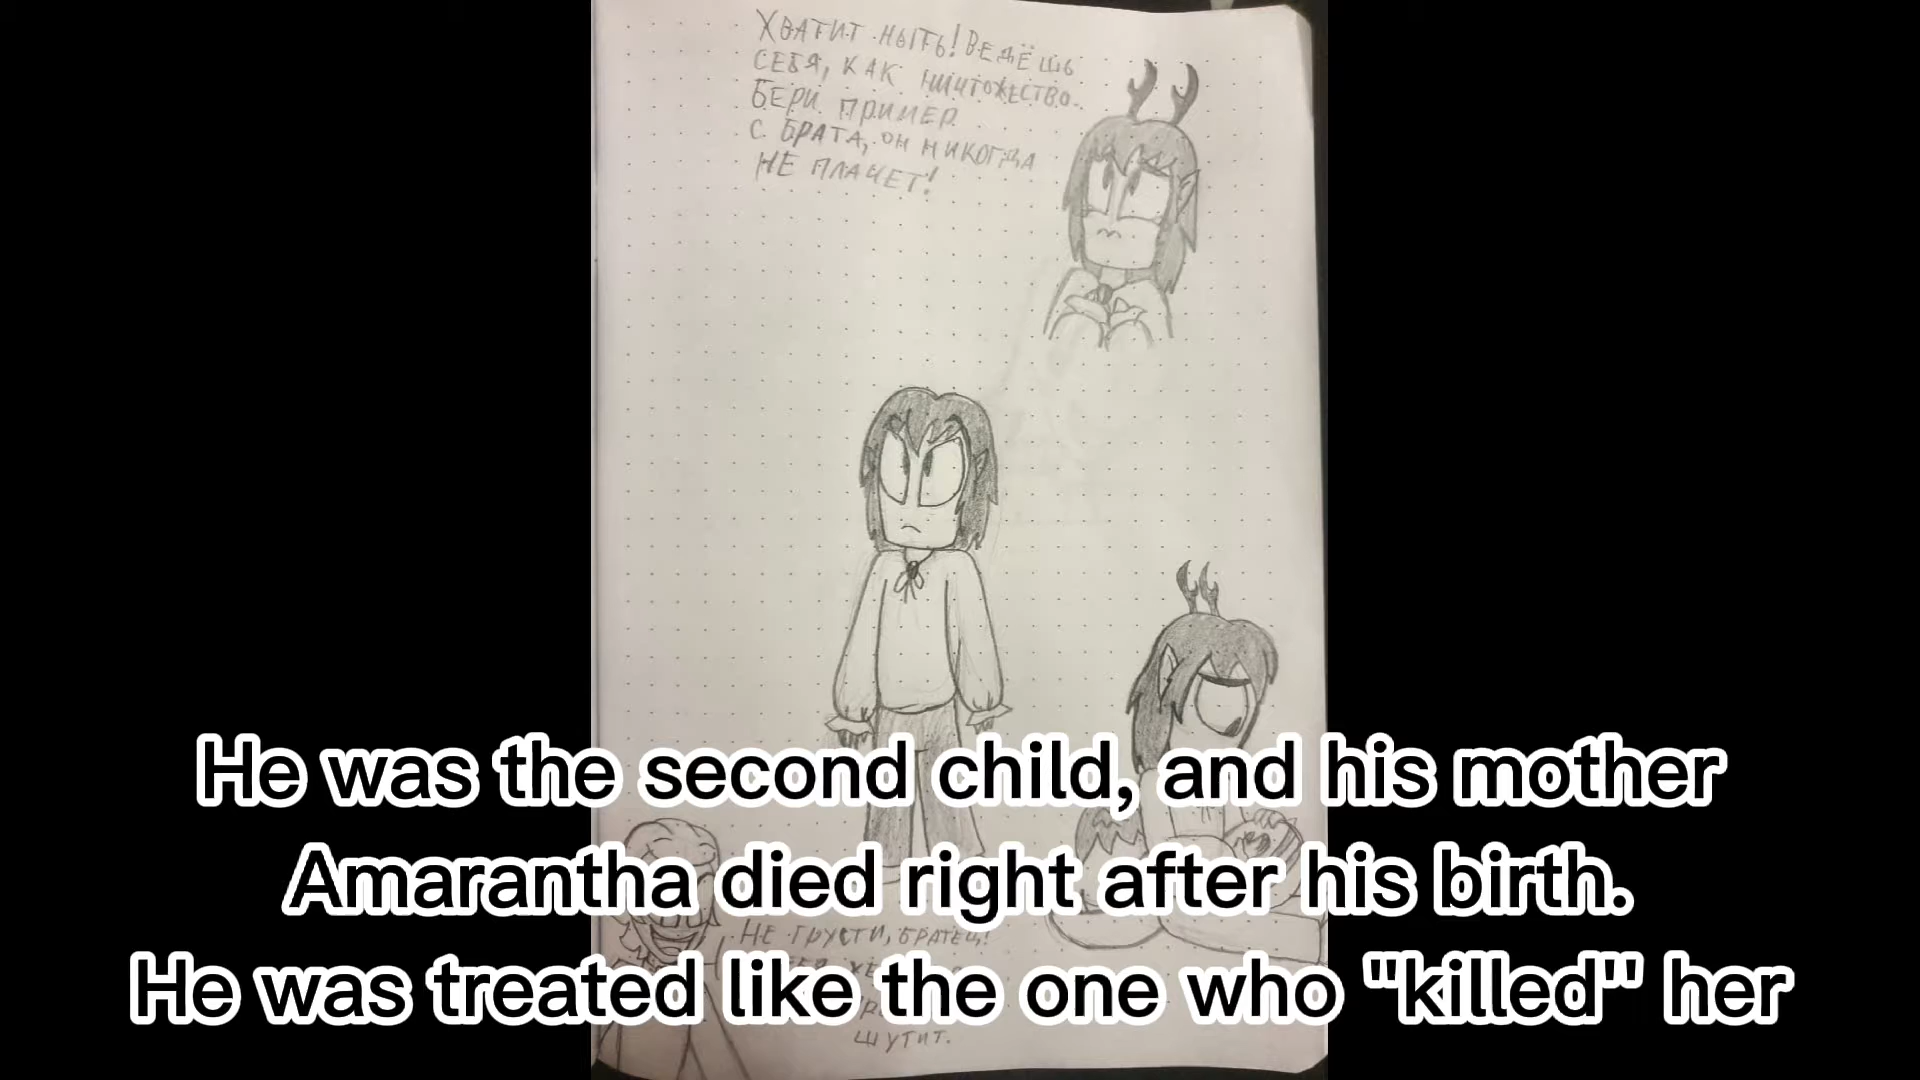 ХВАТИТ НЫТЬ! ВЕДЁШЬ
СЕБЯ, КАК НИЧТОЖЕСТВО.
БЕРИ ПРИМЕР
С БРАТА, ОН НИКОГДА
НЕ ПЛАЧЕТ!
He was the second child, and his mother
Amarantha died right after his birth.
НЕ ГРУСТИ, БРАТЕЦ!
He was treated like the one who "killed" her
ШУТИТ.